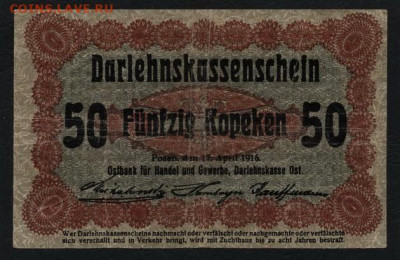 COINS.LAVE.RU
Darlehnskassenschein
50 Fünfzig Kopeken 50
Posen, den 17. April 1916.
Ostbank für Handel und Gewerbe, Darlehnskasse Ost.
Kauffmann
Wer Darlehnskassenscheine nachmacht oder verfälscht oder nachgemachte oder verfälschte
sich verschafft und in Verkehr bringt, wird mit Zuchthaus bis zu acht Jahren bestraft.